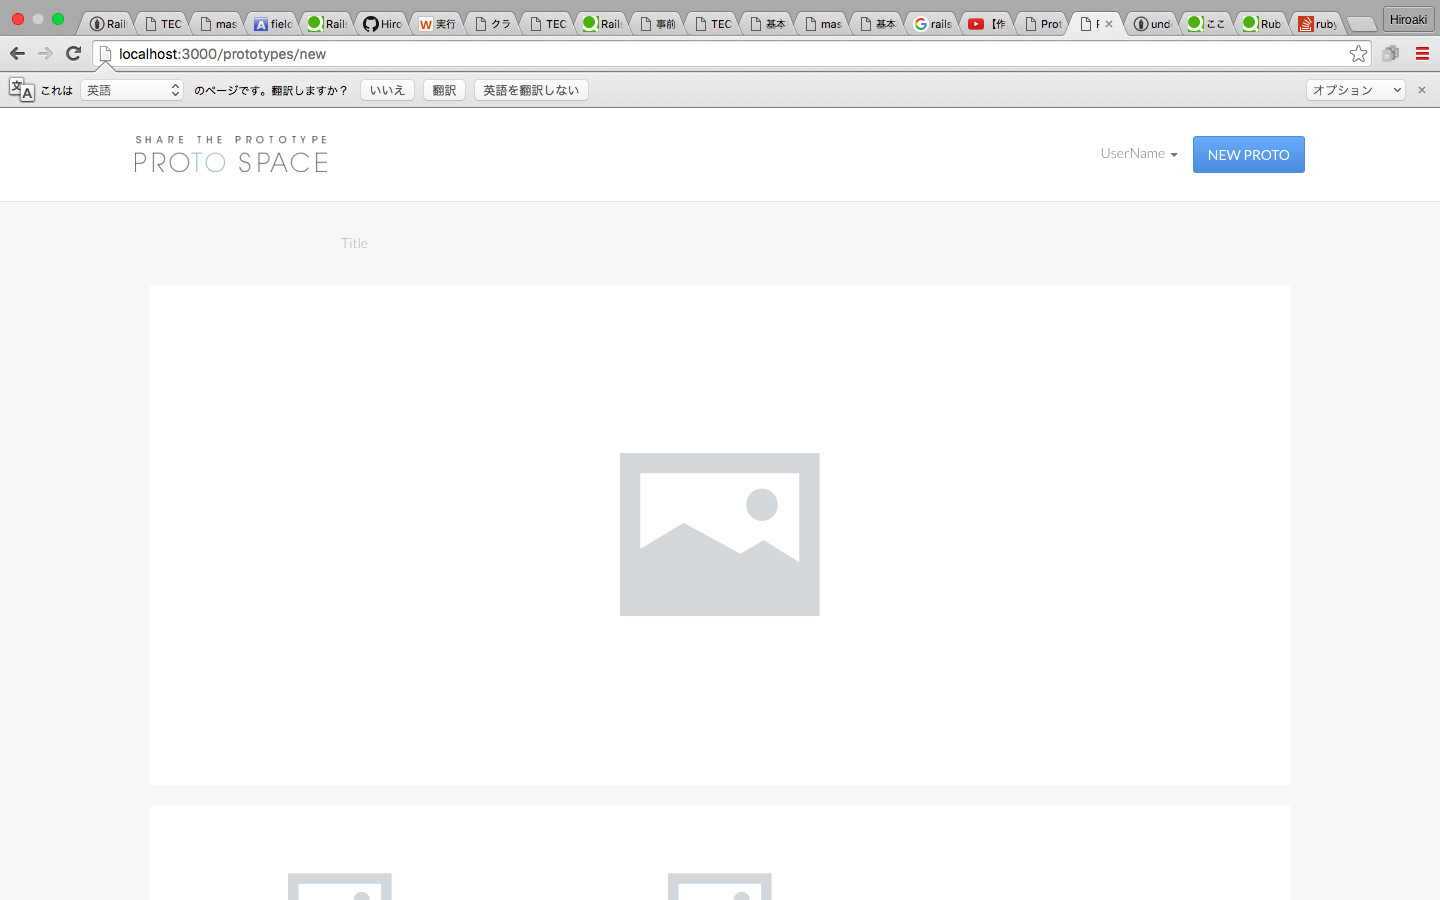 Rail TEC mas field Rails Hiro 実行 クラ TEC Rails 事前 TEC 基本 mas 基本 rails 【作 Prot und ここ Rub ruby Hiroaki
localhost:3000/prototypes/new
これは 英語 のページです。翻訳しますか？ いいえ 翻訳 英語を翻訳しない オプション
SHARE THE PROTOTYPE
PROTO SPACE
UserName NEW PROTO
Title